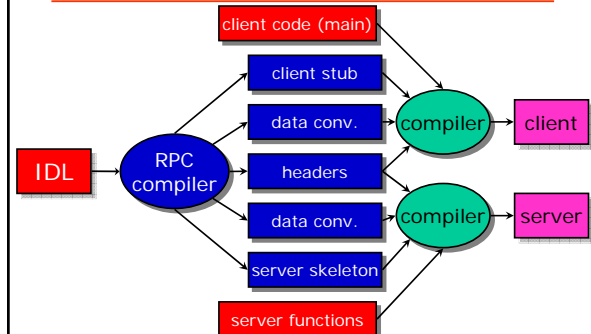 client code (main)
client stub
data conv.
compiler
client
IDL
RPC
compiler
headers
data conv.
compiler
server
server skeleton
server functions